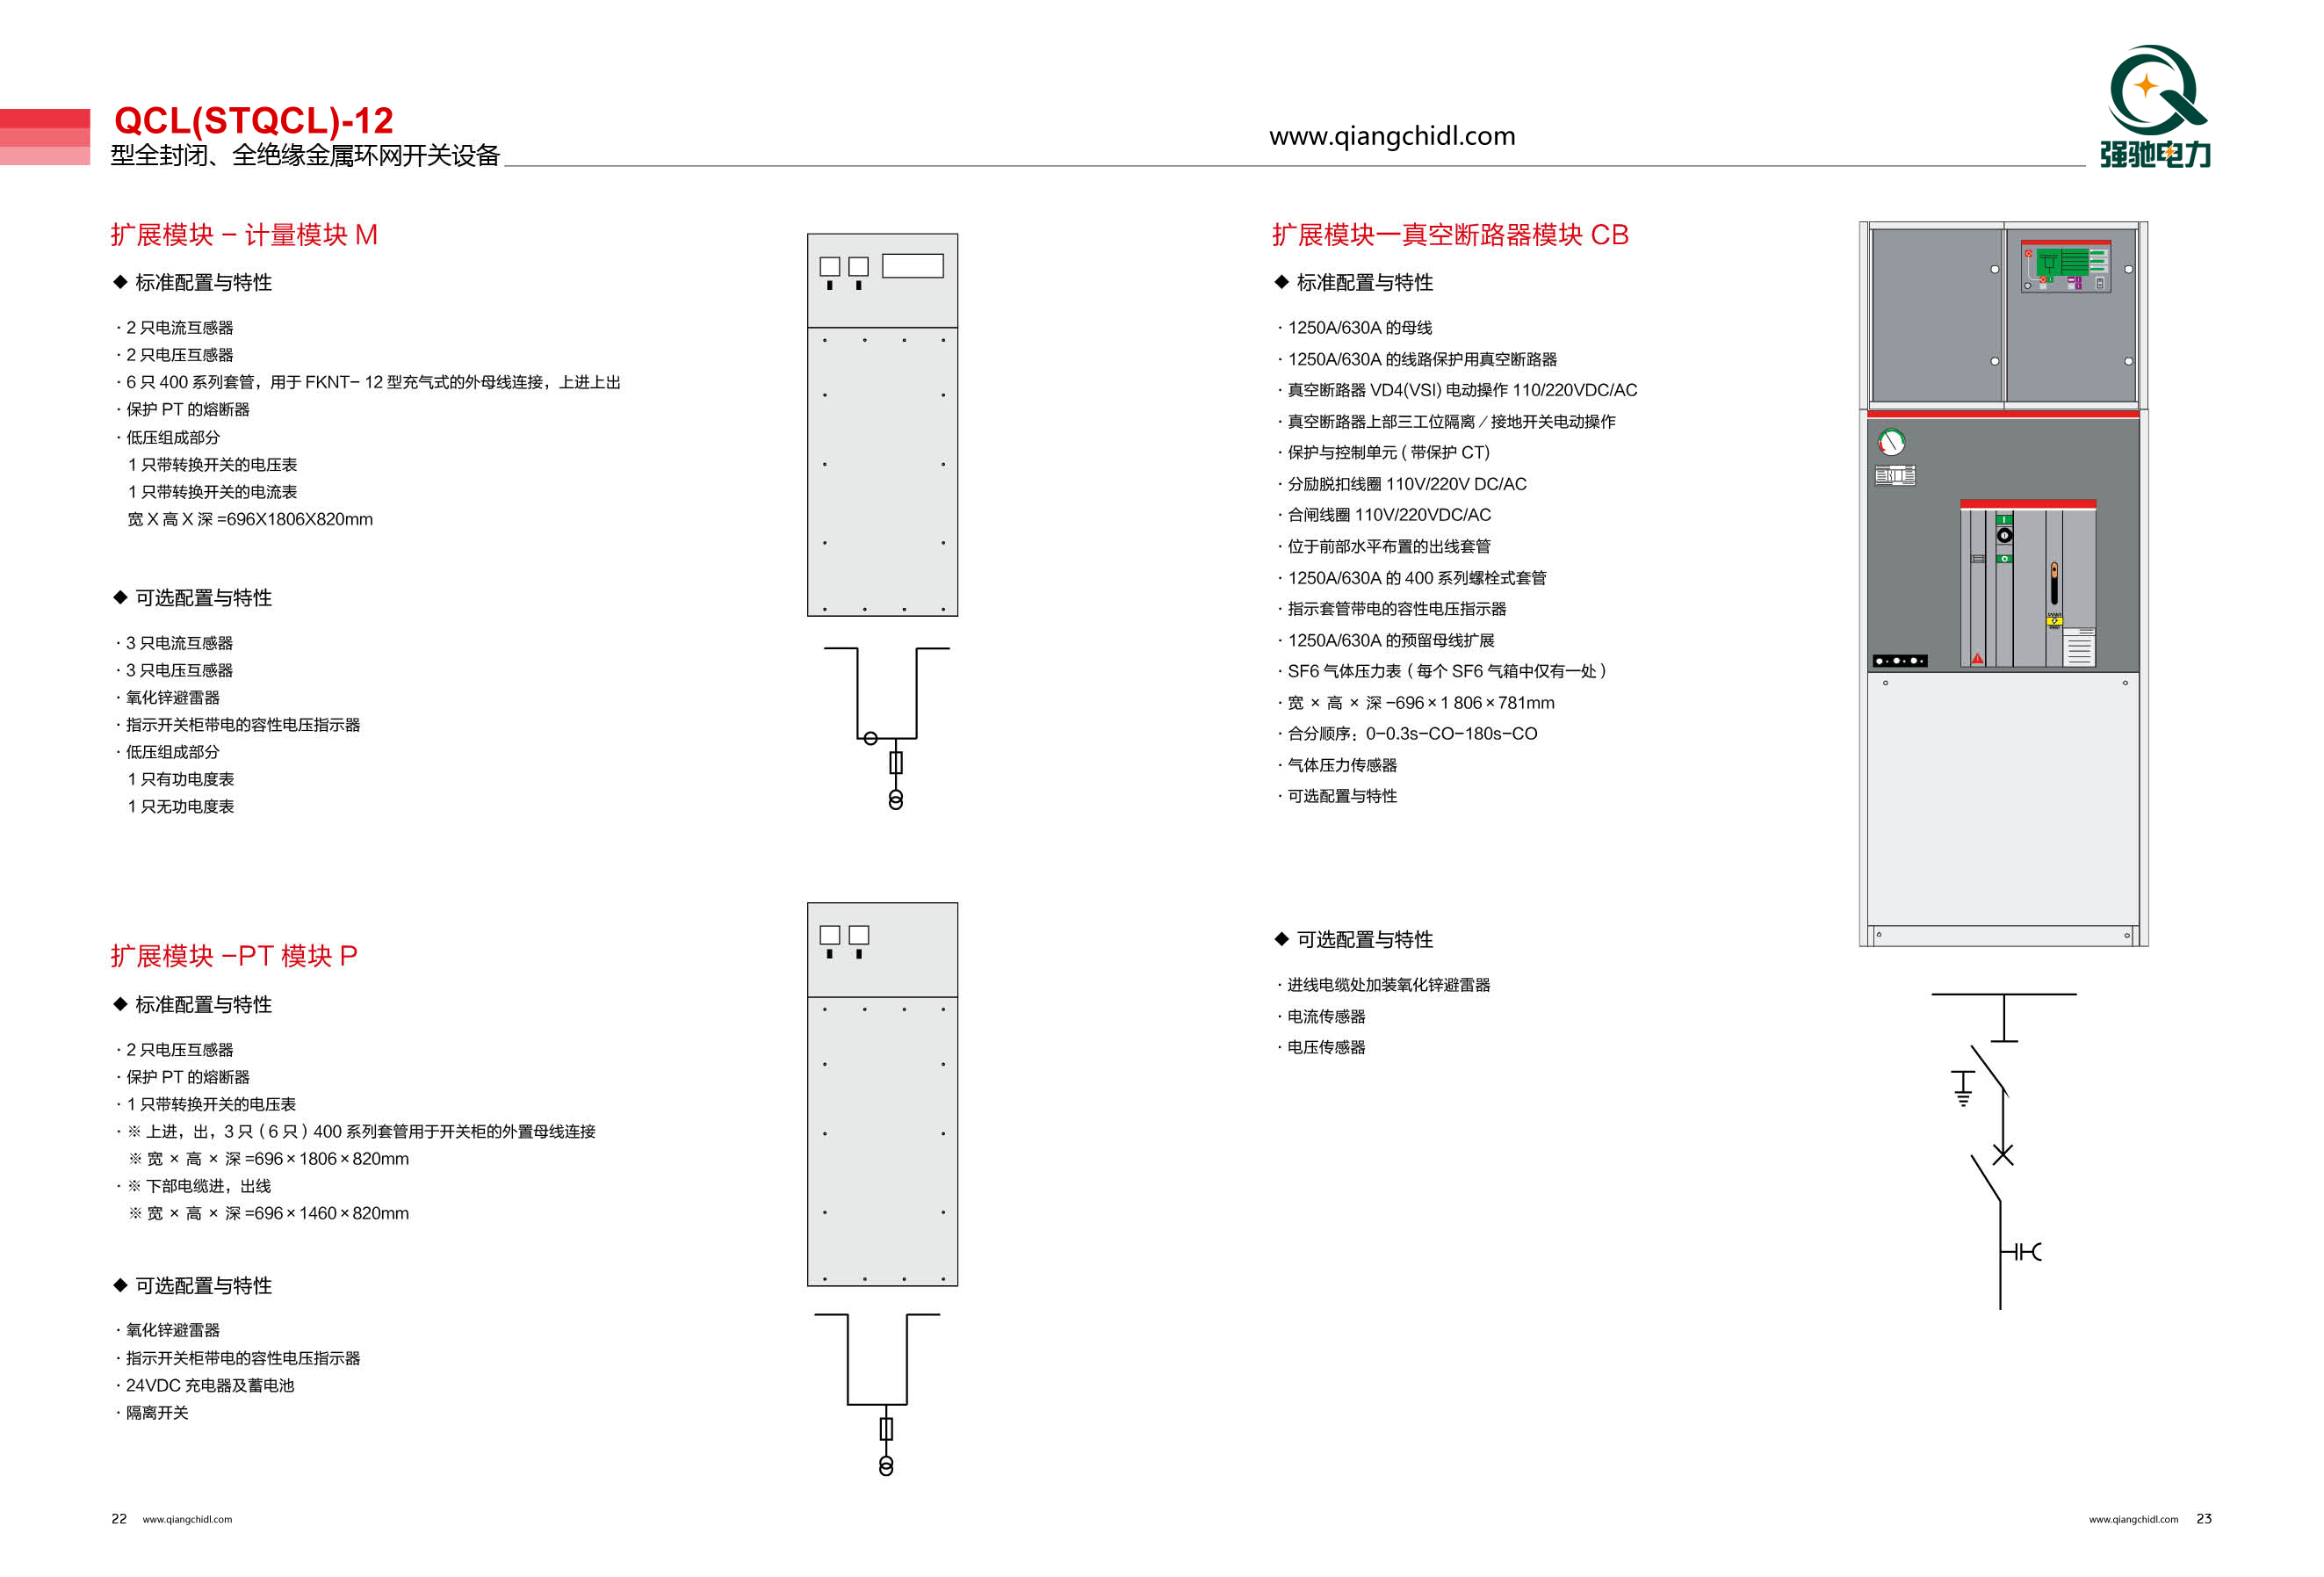 QCL(STQCL)-12
型全封闭、全绝缘金属环网开关设备
www.qiangchidl.com
强驰电力
扩展模块 – 计量模块 M
◆ 标准配置与特性
· 2 只电流互感器
· 2 只电压互感器
· 6 只 400 系列套管，用于 FKNT– 12 型充气式的外母线连接，上进上出
· 保护 PT 的熔断器
· 低压组成部分
1 只带转换开关的电压表
1 只带转换开关的电流表
宽 X 高 X 深 =696X1806X820mm
◆ 可选配置与特性
· 3 只电流互感器
· 3 只电压互感器
· 氧化锌避雷器
· 指示开关柜带电的容性电压指示器
· 低压组成部分
1 只有功电度表
1 只无功电度表
扩展模块 –PT 模块 P
◆ 标准配置与特性
· 2 只电压互感器
· 保护 PT 的熔断器
· 1 只带转换开关的电压表
· ※ 上进，出，3 只（ 6 只 ）400 系列套管用于开关柜的外置母线连接
※ 宽 × 高 × 深 =696 × 1806 × 820mm
· ※ 下部电缆进，出线
※ 宽 × 高 × 深 =696 × 1460 × 820mm
◆ 可选配置与特性
· 氧化锌避雷器
· 指示开关柜带电的容性电压指示器
· 24VDC 充电器及蓄电池
· 隔离开关
扩展模块一真空断路器模块 CB
◆ 标准配置与特性
· 1250A/630A 的母线
· 1250A/630A 的线路保护用真空断路器
· 真空断路器 VD4(VSI) 电动操作 110/220VDC/AC
· 真空断路器上部三工位隔离 / 接地开关电动操作
· 保护与控制单元 ( 带保护 CT)
· 分励脱扣线圈 110V/220V DC/AC
· 合闸线圈 110V/220VDC/AC
· 位于前部水平布置的出线套管
· 1250A/630A 的 400 系列螺栓式套管
· 指示套管带电的容性电压指示器
· 1250A/630A 的预留母线扩展
· SF6 气体压力表（ 每个 SF6 气箱中仅有一处 ）
· 宽 × 高 × 深 –696 × 1 806 × 781mm
· 合分顺序：0–0.3s–CO–180s–CO
· 气体压力传感器
· 可选配置与特性
◆ 可选配置与特性
· 进线电缆处加装氧化锌避雷器
· 电流传感器
· 电压传感器
22 www.qiangchidl.com
www.qiangchidl.com 23